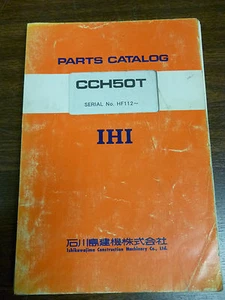 PARTS CATALOG
CCH50T
SERIAL No. HF112～
IHI
石川島建機株式会社
Ishikawajima Construction Machinery Co., Ltd.